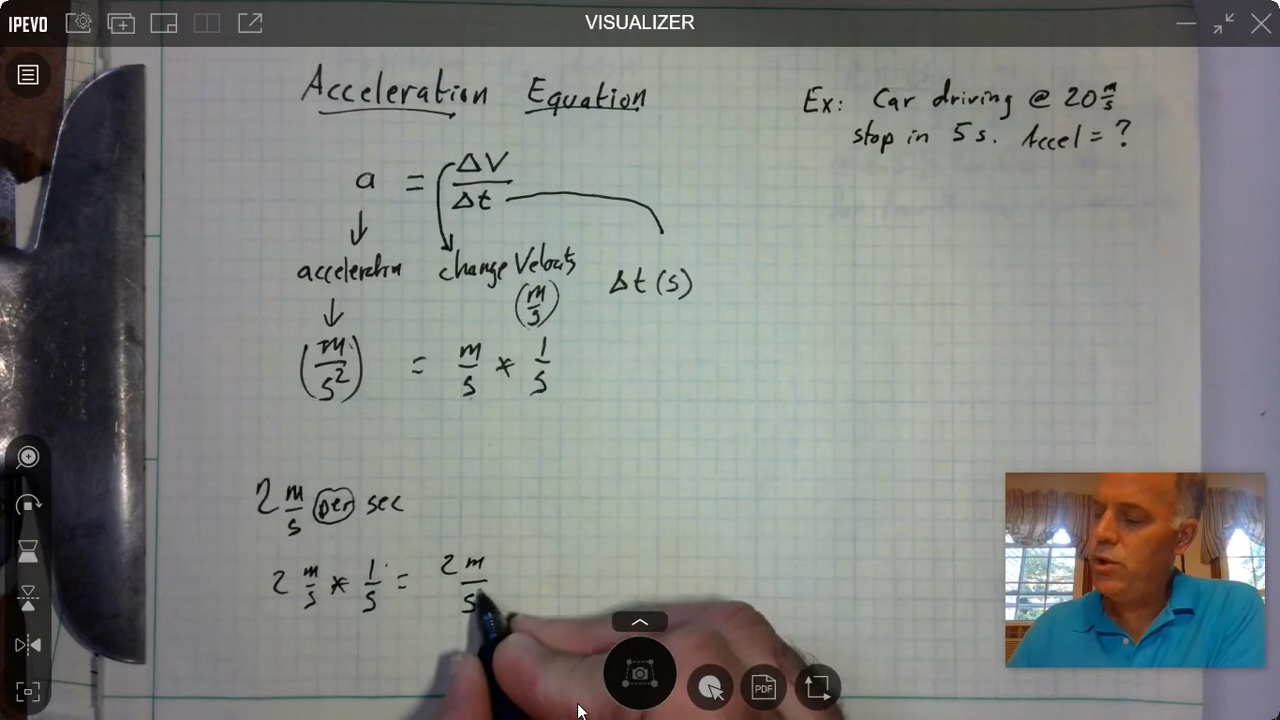 IPEVO
VISUALIZER
Acceleration Equation
Ex: Car driving @ 20 m/s
stop in 5 s. Accel = ?
a = ΔV/Δt
acceleration change Velocity (m/s) Δt (s)
(m/s²) = m/s * 1/s
2 m/s per sec
2 m/s * 1/s = 2 m/s
PDF